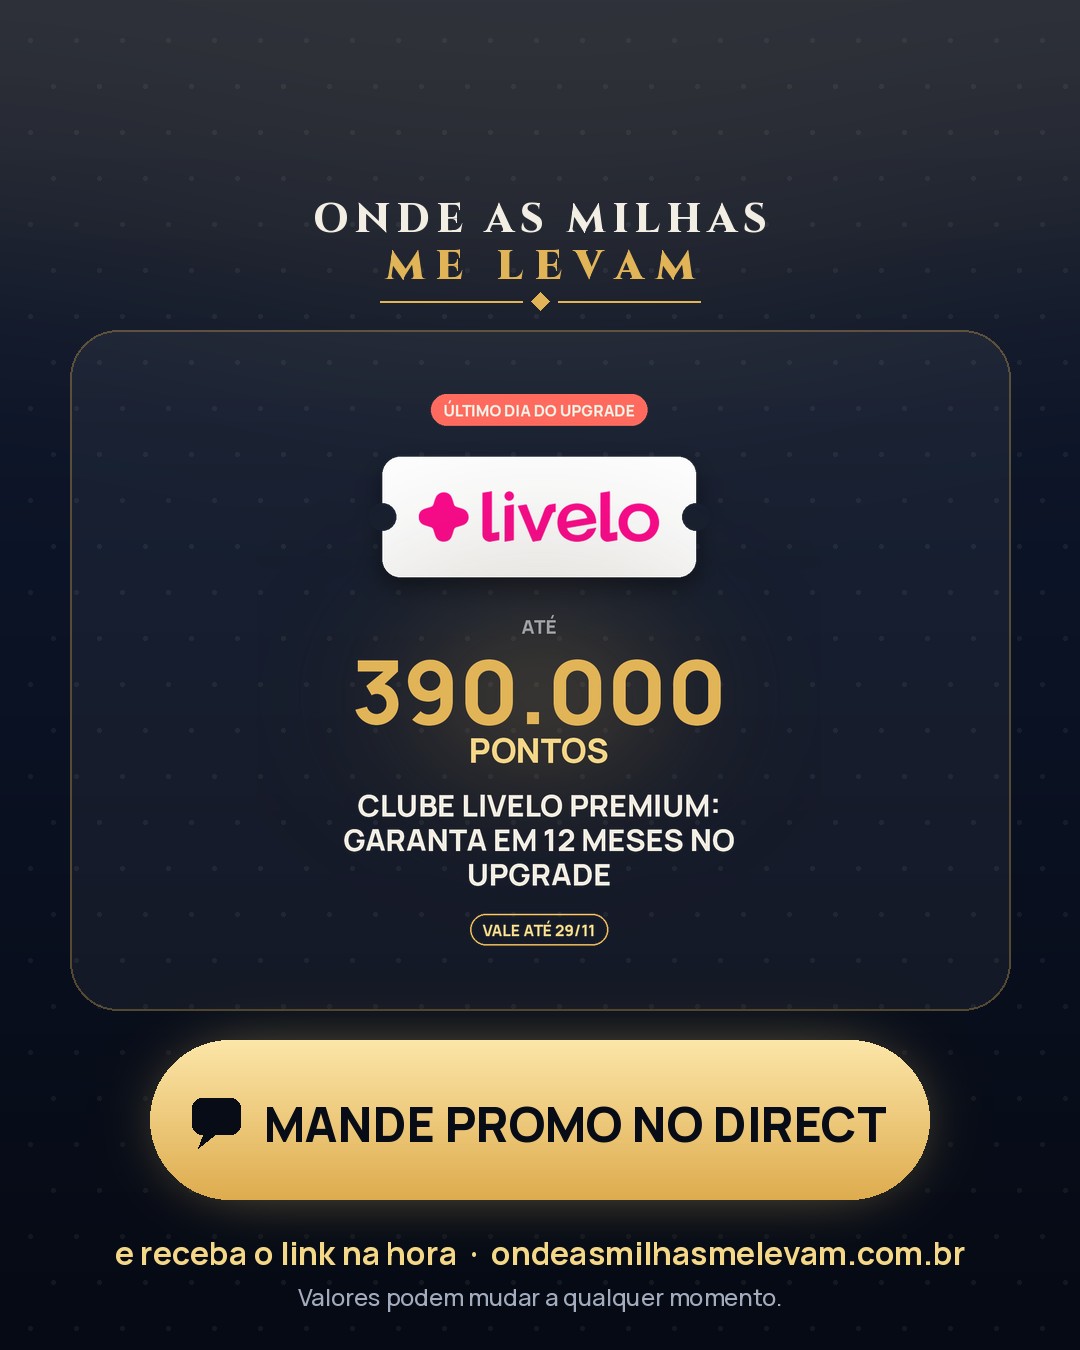 ONDE AS MILHAS
ME LEVAM
ÚLTIMO DIA DO UPGRADE
livelo
ATÉ
390.000
PONTOS
CLUBE LIVELO PREMIUM:
GARANTA EM 12 MESES NO
UPGRADE
VALE ATÉ 29/11
MANDE PROMO NO DIRECT
e receba o link na hora · ondeasmilhasmelevam.com.br
Valores podem mudar a qualquer momento.